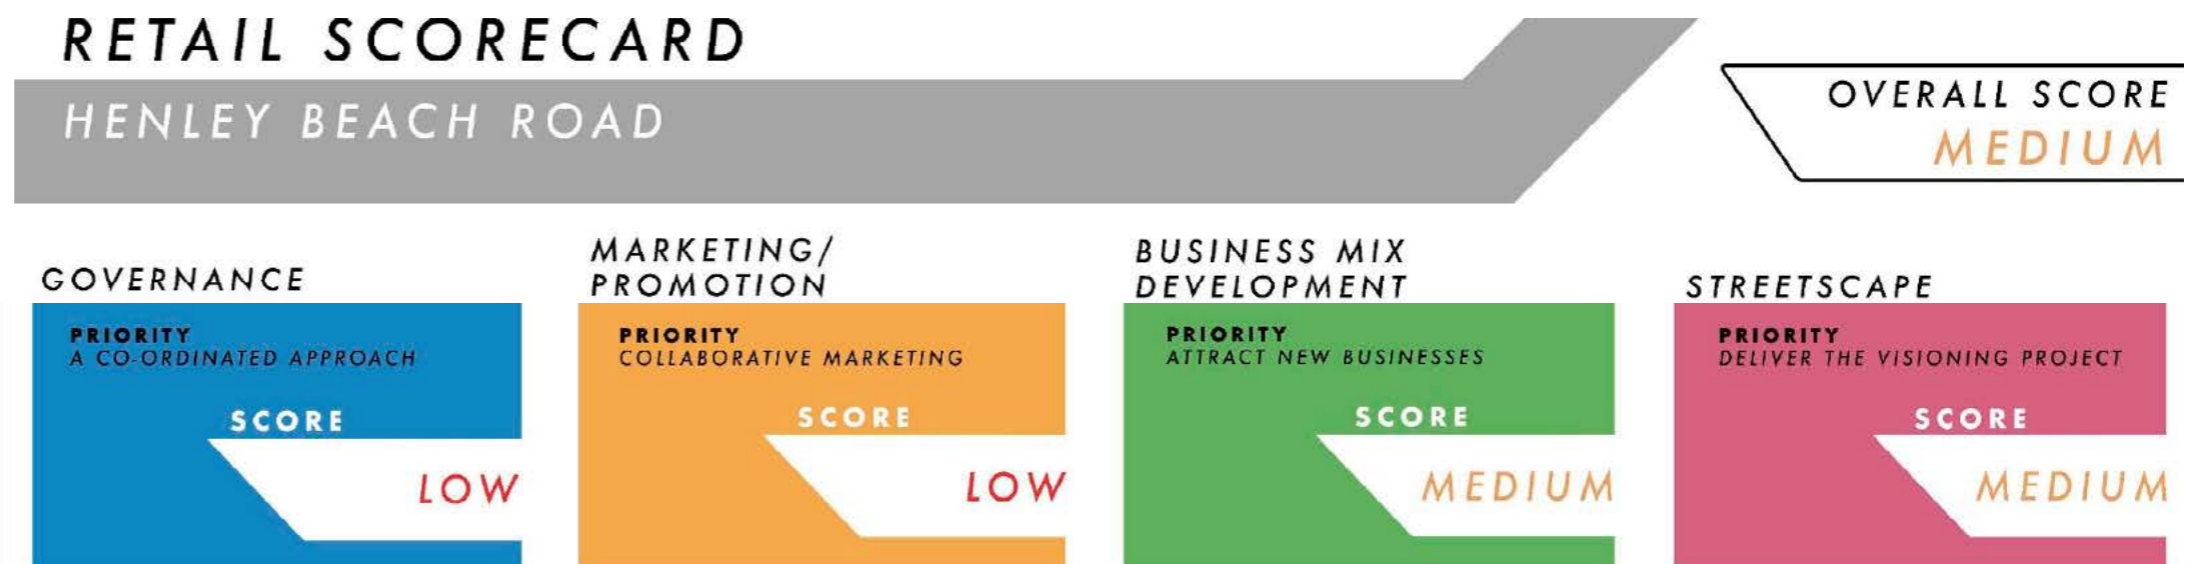 RETAIL SCORECARD
HENLEY BEACH ROAD
OVERALL SCORE
MEDIUM
GOVERNANCE
PRIORITY
A CO-ORDINATED APPROACH
SCORE
LOW
MARKETING/
PROMOTION
PRIORITY
COLLABORATIVE MARKETING
SCORE
LOW
BUSINESS MIX
DEVELOPMENT
PRIORITY
ATTRACT NEW BUSINESSES
SCORE
MEDIUM
STREETSCAPE
PRIORITY
DELIVER THE VISIONING PROJECT
SCORE
MEDIUM